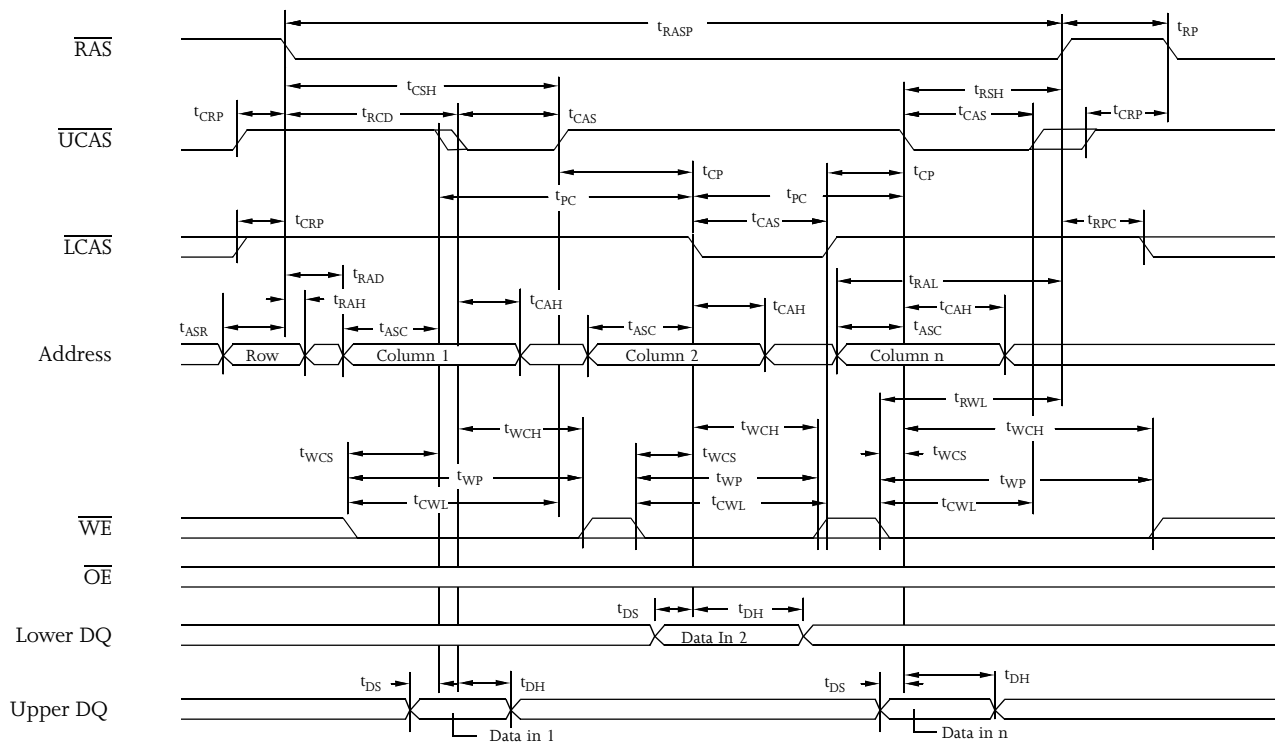 tRASP
tRP
RAS
tCSH
tRSH
tCRP
tRCD
tCAS
tCAS
tCRP
UCAS
tCP
tCP
tPC
tPC
tCRP
tCAS
tRPC
LCAS
tRAD
tRAL
tRAH
tCAH
tCAH
tCAH
tASR
tASC
tASC
tASC
Address
Row
Column 1
Column 2
Column n
tRWL
tWCH
tWCH
tWCH
tWCS
tWCS
tWCS
tWP
tWP
tWP
tCWL
tCWL
tCWL
WE
OE
tDS
tDH
Lower DQ
Data In 2
tDS
tDH
tDS
tDH
Upper DQ
Data in 1
Data in n